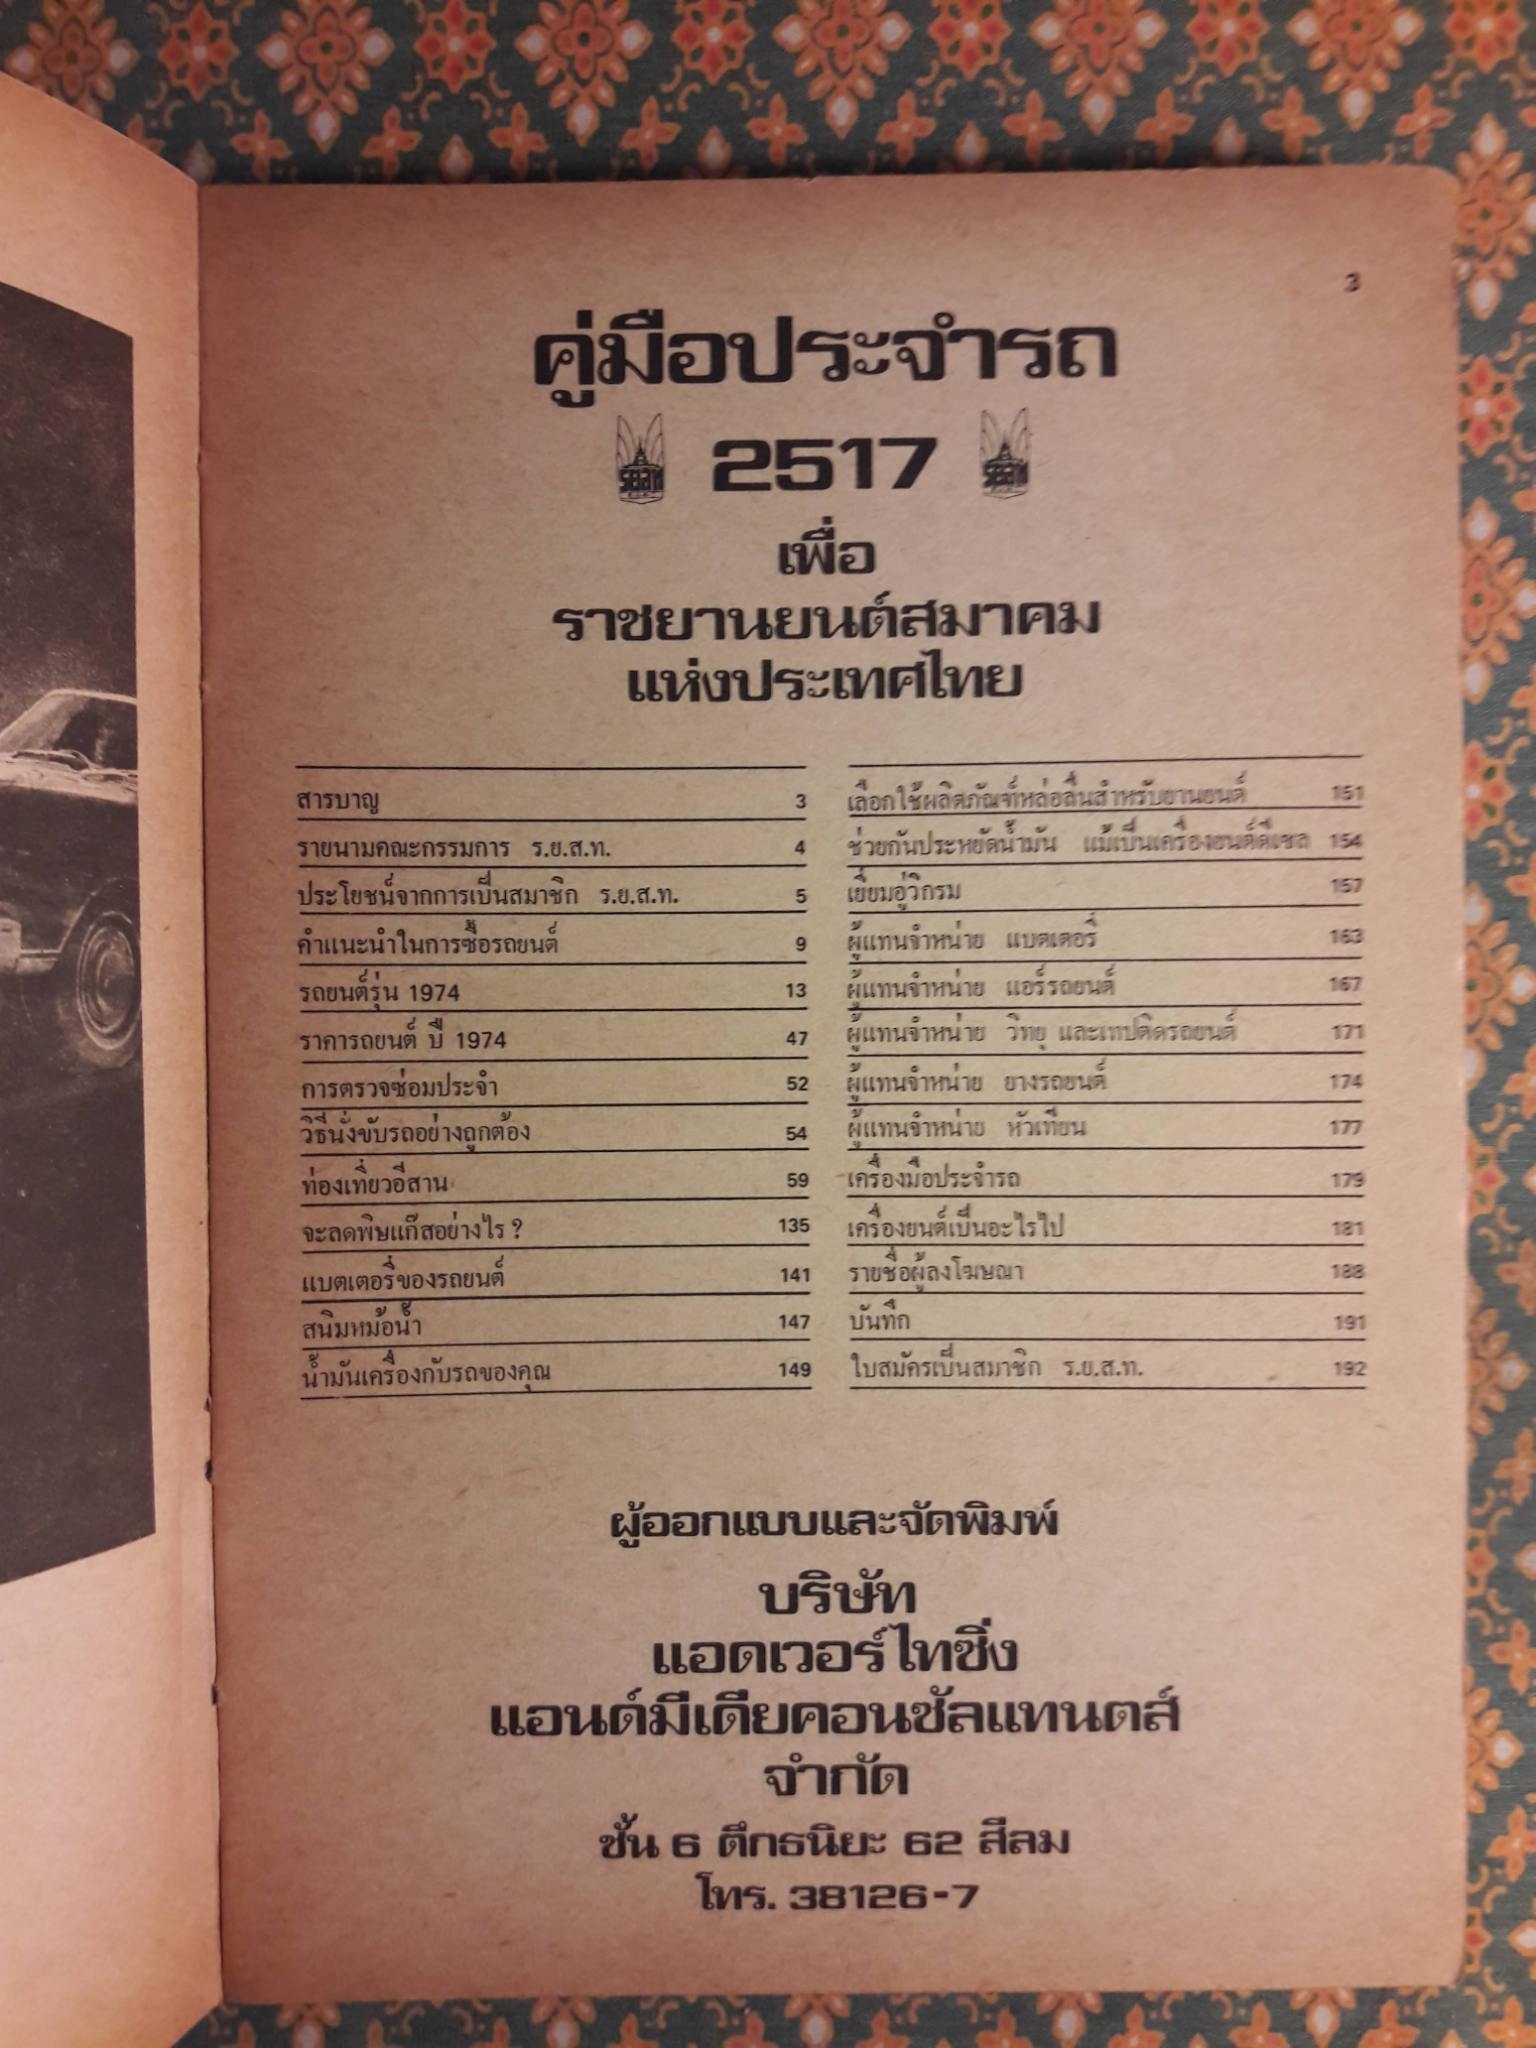 3
คู่มือประจำรถ
2517
เพื่อ
ราชยานยนต์สมาคม
แห่งประเทศไทย
สารบาญ 3
รายนามคณะกรรมการ ร.ย.ส.ท. 4
ประโยชน์จากการเป็นสมาชิก ร.ย.ส.ท. 5
คำแนะนำในการซื้อรถยนต์ 9
รถยนต์รุ่น 1974 13
ราคารถยนต์ ปี 1974 47
การตรวจซ่อมประจำ 52
วิธีนั่งขับรถอย่างถูกต้อง 54
ท่องเที่ยวอีสาน 59
จะลดพิษแก๊สอย่างไร ? 135
แบตเตอรี่ของรถยนต์ 141
สนิมหม้อน้ำ 147
น้ำมันเครื่องกับรถของคุณ 149
เลือกใช้ผลิตภัณฑ์หล่อลื่นสำหรับยานยนต์ 151
ช่วยกันประหยัดน้ำมัน แม้เป็นเครื่องยนต์ดีเซล 154
เยี่ยมอู่วิกรม 157
ผู้แทนจำหน่าย แบตเตอรี่ 163
ผู้แทนจำหน่าย แอร์รถยนต์ 167
ผู้แทนจำหน่าย วิทยุ และเทปติดรถยนต์ 171
ผู้แทนจำหน่าย ยางรถยนต์ 174
ผู้แทนจำหน่าย หัวเทียน 177
เครื่องมือประจำรถ 179
เครื่องยนต์เป็นอะไรไป 181
รายชื่อผู้ลงโฆษณา 188
บันทึก 191
ใบสมัครเป็นสมาชิก ร.ย.ส.ท. 192
ผู้ออกแบบและจัดพิมพ์
บริษัท
แอดเวอร์ไทซิ่ง
แอนด์มีเดียคอนซัลแทนตส์
จำกัด
ชั้น 6 ตึกธนิยะ 62 สีลม
โทร. 38126-7